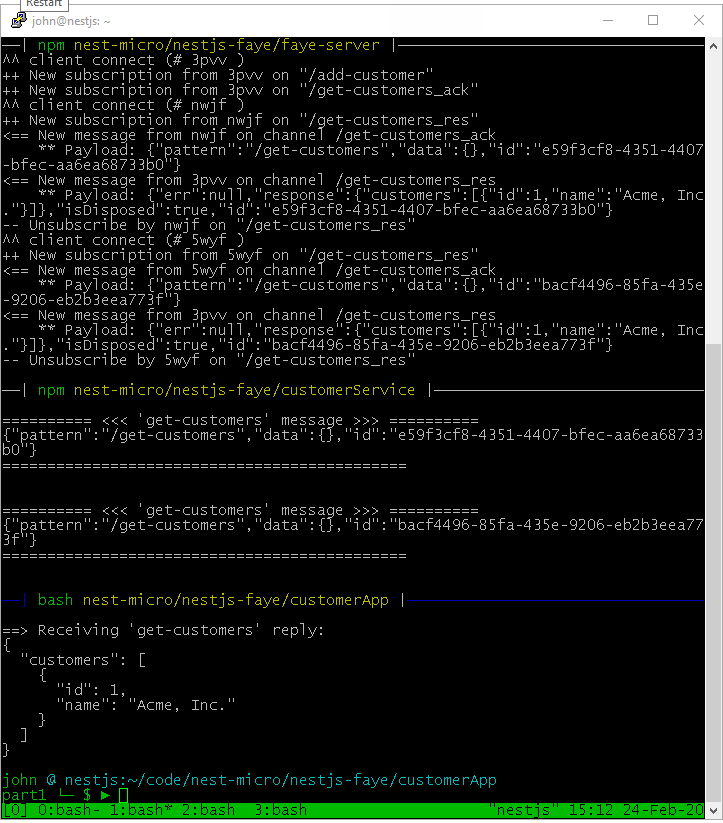 Restart
john@nestjs: ~
──| npm nest-micro/nestjs-faye/faye-server |──
^^ client connect (# 3pvv )
++ New subscription from 3pvv on "/add-customer"
++ New subscription from 3pvv on "/get-customers_ack"
^^ client connect (# nwjf )
++ New subscription from nwjf on "/get-customers_res"
<== New message from nwjf on channel /get-customers_ack
    ** Payload: {"pattern":"/get-customers","data":{},"id":"e59f3cf8-4351-4407
-bfec-aa6ea68733b0"}
<== New message from 3pvv on channel /get-customers_res
    ** Payload: {"err":null,"response":{"customers":[{"id":1,"name":"Acme, Inc
."}]},"isDisposed":true,"id":"e59f3cf8-4351-4407-bfec-aa6ea68733b0"}
-- Unsubscribe by nwjf on "/get-customers_res"
^^ client connect (# 5wyf )
++ New subscription from 5wyf on "/get-customers_res"
<== New message from 5wyf on channel /get-customers_ack
    ** Payload: {"pattern":"/get-customers","data":{},"id":"bacf4496-85fa-435e
-9206-eb2b3eea773f"}
<== New message from 3pvv on channel /get-customers_res
    ** Payload: {"err":null,"response":{"customers":[{"id":1,"name":"Acme, Inc
."}]},"isDisposed":true,"id":"bacf4496-85fa-435e-9206-eb2b3eea773f"}
-- Unsubscribe by 5wyf on "/get-customers_res"
──| npm nest-micro/nestjs-faye/customerService |──
========== <<< 'get-customers' message >>> ==========
{"pattern":"/get-customers","data":{},"id":"e59f3cf8-4351-4407-bfec-aa6ea68733
b0"}
=============================================
========== <<< 'get-customers' message >>> ==========
{"pattern":"/get-customers","data":{},"id":"bacf4496-85fa-435e-9206-eb2b3eea77
3f"}
=============================================
──| bash nest-micro/nestjs-faye/customerApp |──
==> Receiving 'get-customers' reply:
{
  "customers": [
    {
      "id": 1,
      "name": "Acme, Inc."
    }
  ]
}
john @ nestjs:~/code/nest-micro/nestjs-faye/customerApp
part1 └─ $ ►
[0] 0:bash- 1:bash* 2:bash  3:bash "nestjs" 15:12 24-Feb-20